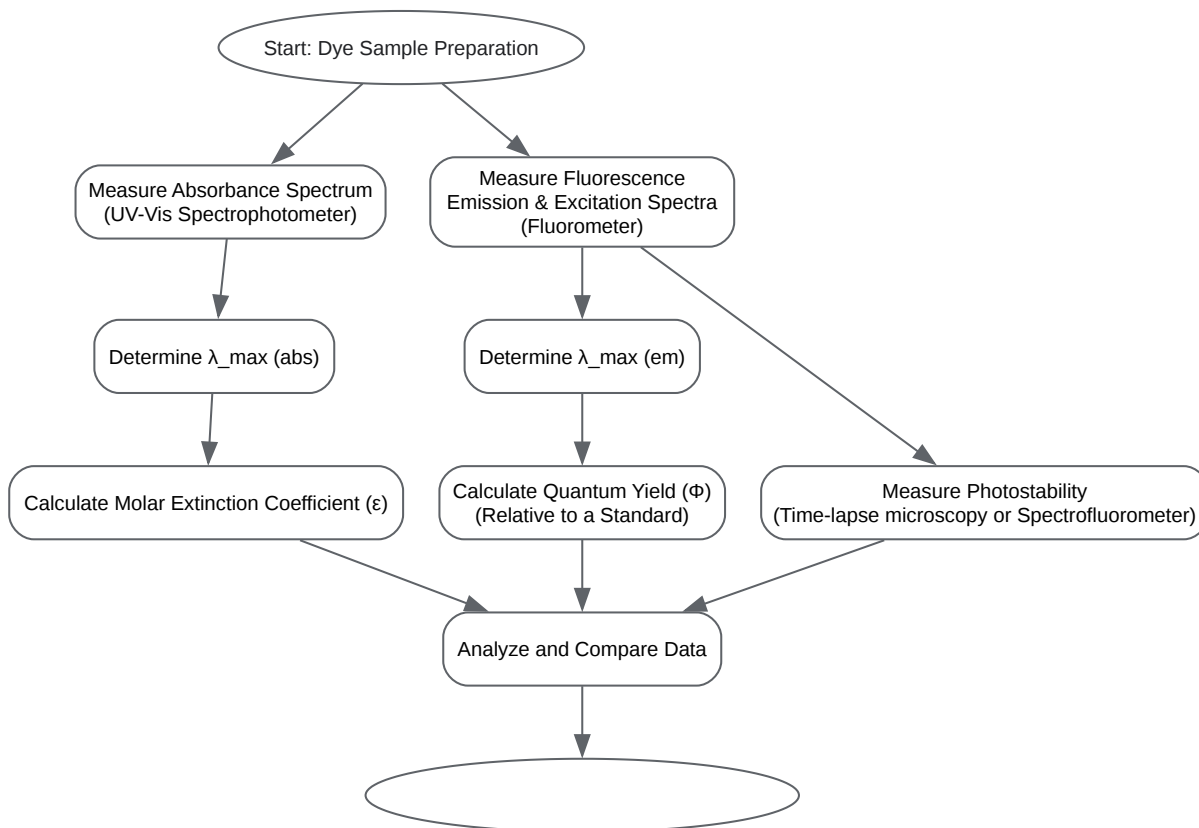 Start: Dye Sample Preparation
Measure Absorbance Spectrum
(UV-Vis Spectrophotometer)
Measure Fluorescence
Emission & Excitation Spectra
(Fluorometer)
Determine λ_max (abs)
Determine λ_max (em)
Calculate Molar Extinction Coefficient (ε)
Calculate Quantum Yield (Φ)
(Relative to a Standard)
Measure Photostability
(Time-lapse microscopy or Spectrofluorometer)
Analyze and Compare Data